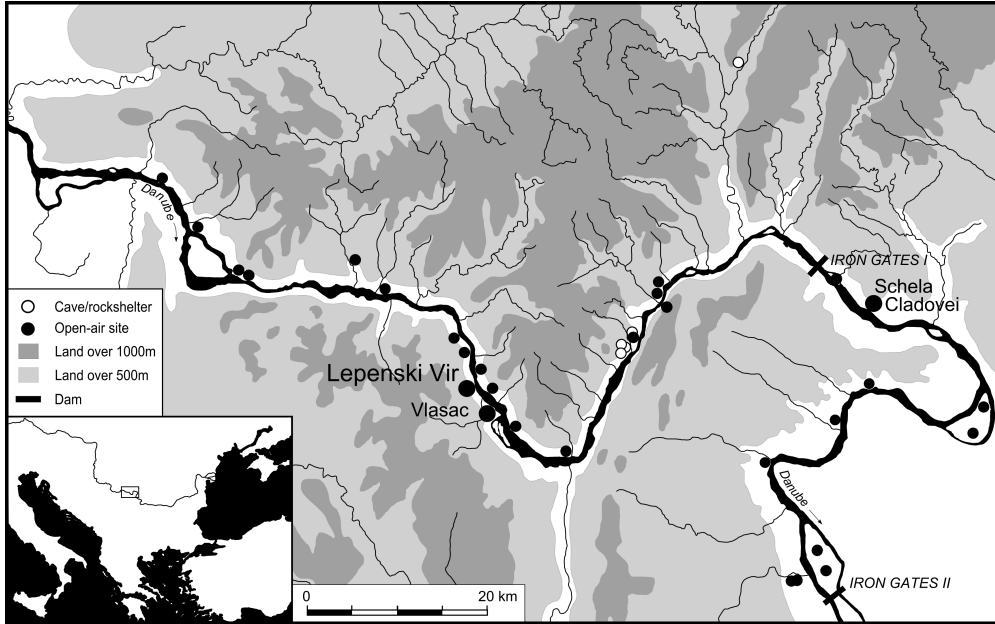 Danube
IRON GATES I
Schela
Cladovei
Cave/rockshelter
Open-air site
Land over 1000m
Land over 500m
Dam
Lepenski Vir
Vlasac
Danube
IRON GATES II
0 20 km